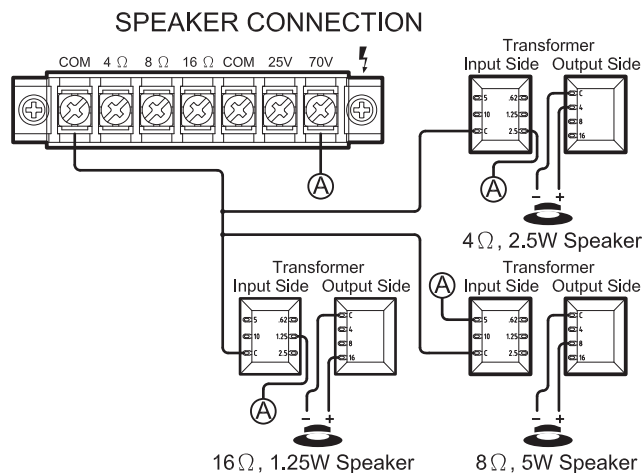 SPEAKER CONNECTION
COM 4 Ω 8 Ω 16 Ω COM 25V 70V
A
Transformer
Input Side Output Side
5 .62
10 1.25
C 2.5
C
4
8
16
A
- +
4Ω, 2.5W Speaker
Transformer
Input Side Output Side
5 .62
10 1.25
C 2.5
C
4
8
16
A
- +
16Ω, 1.25W Speaker
Transformer
Input Side Output Side
A
5 .62
10 1.25
C 2.5
C
4
8
16
- +
8Ω, 5W Speaker